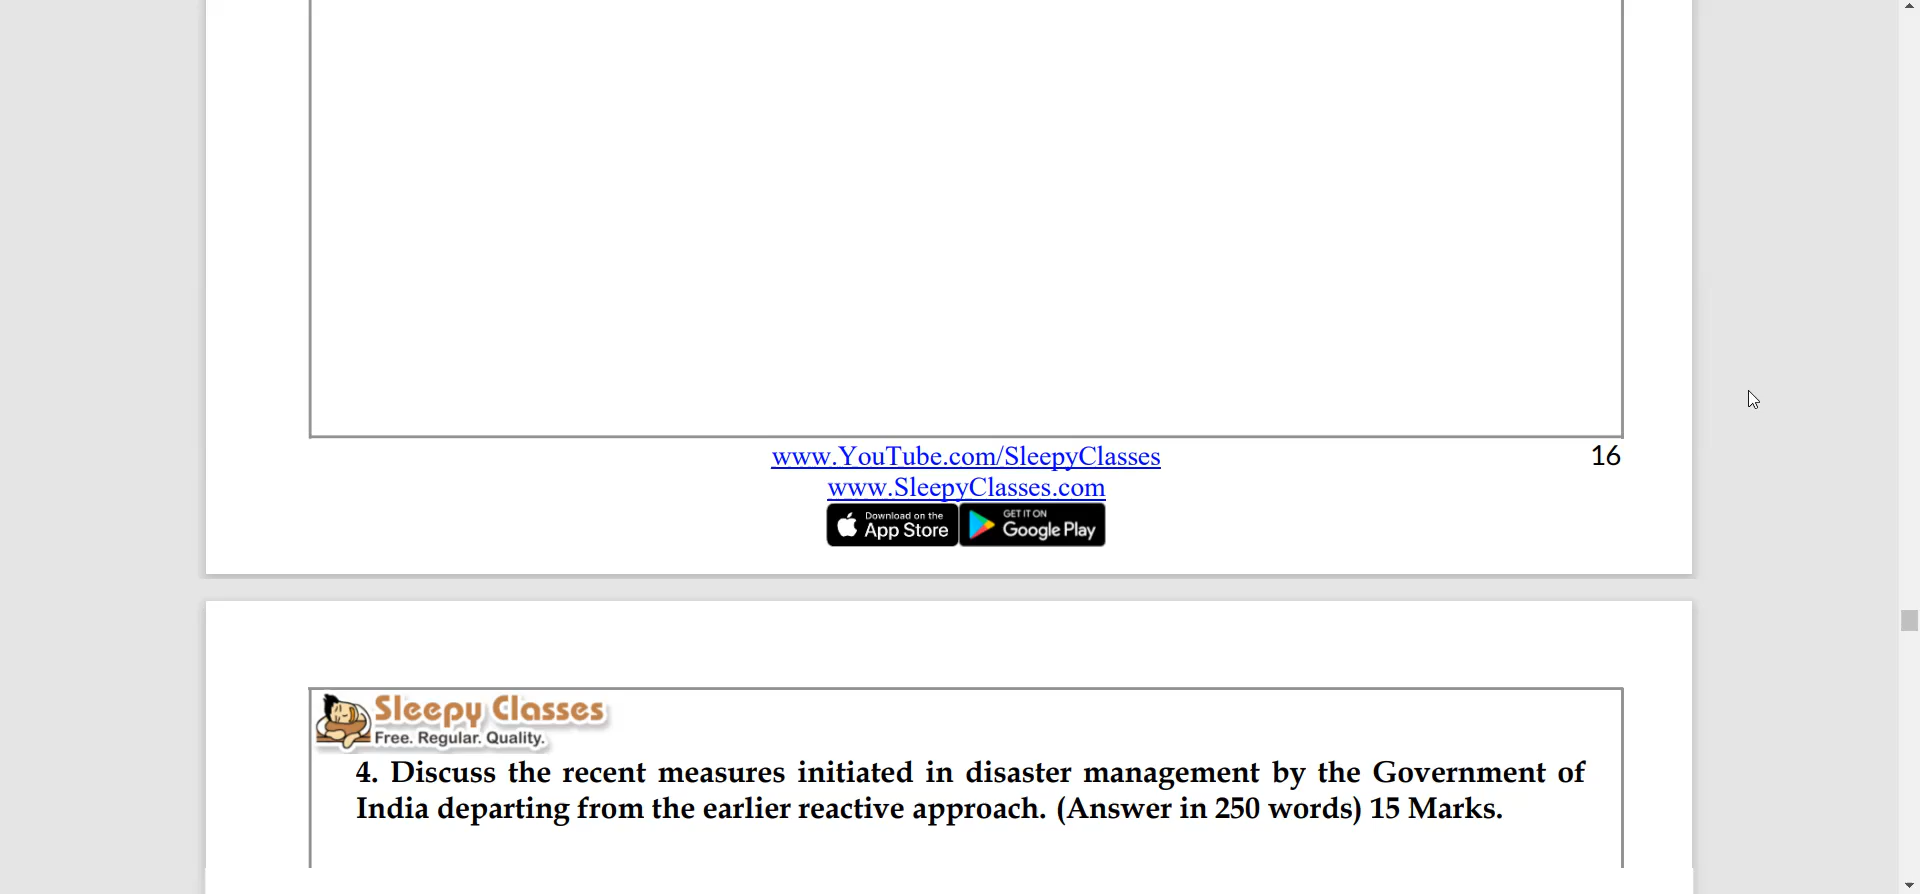 www.YouTube.com/SleepyClasses
16
www.SleepyClasses.com
Download on the
App Store
GET IT ON
Google Play
Sleepy Classes
Free. Regular. Quality.
4. Discuss the recent measures initiated in disaster management by the Government of
India departing from the earlier reactive approach. (Answer in 250 words) 15 Marks.